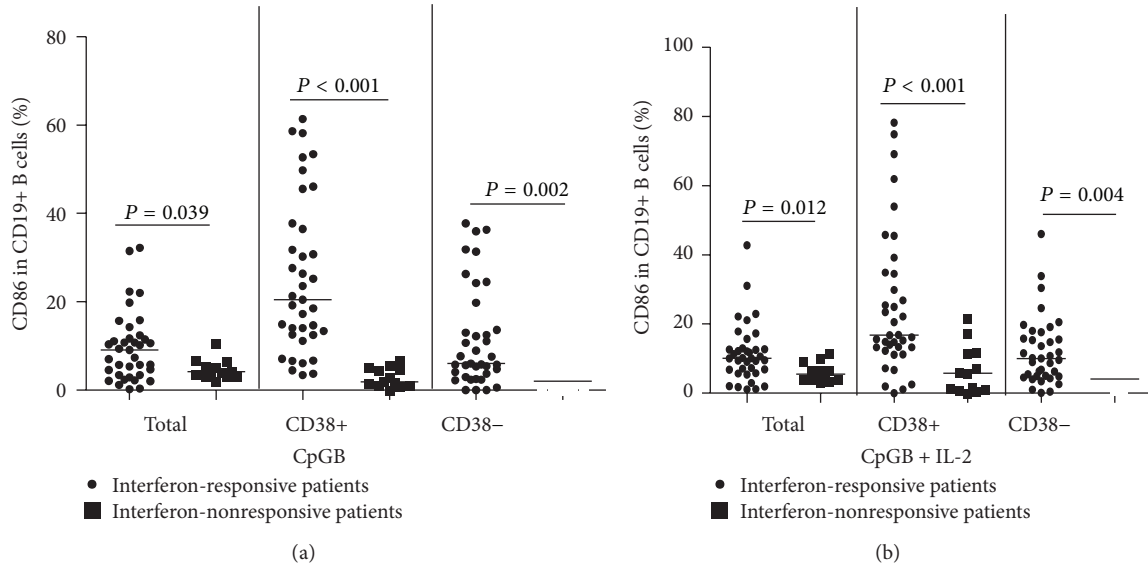 80
60
40
20
0
CD86 in CD19+ B cells (%)
P = 0.039
P < 0.001
P = 0.002
Total
CD38+
CD38−
CpGB
Interferon-responsive patients
Interferon-nonresponsive patients
(a)
100
80
60
40
20
0
CD86 in CD19+ B cells (%)
P = 0.012
P < 0.001
P = 0.004
Total
CD38+
CD38−
CpGB + IL-2
Interferon-responsive patients
Interferon-nonresponsive patients
(b)